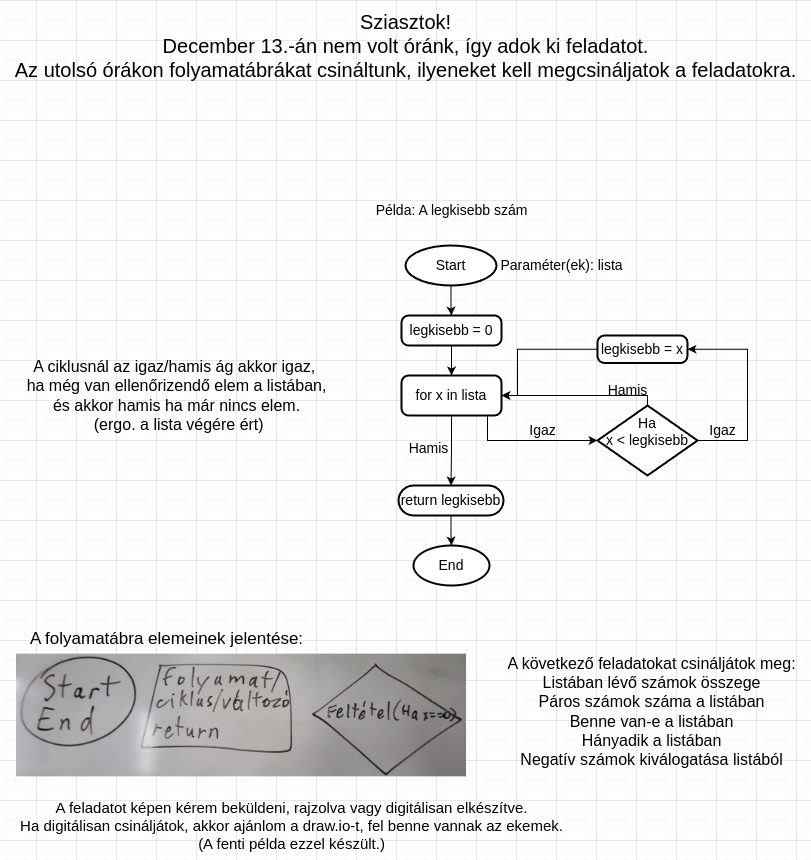 Sziasztok!
December 13.-án nem volt óránk, így adok ki feladatot.
Az utolsó órákon folyamatábrákat csináltunk, ilyeneket kell megcsináljatok a feladatokra.
Példa: A legkisebb szám
Start
Paraméter(ek): lista
legkisebb = 0
legkisebb = x
A ciklusnál az igaz/hamis ág akkor igaz,
ha még van ellenőrizendő elem a listában,
és akkor hamis ha már nincs elem.
(ergo. a lista végére ért)
for x in lista
Hamis
Ha
x < legkisebb
Igaz
Igaz
Hamis
return legkisebb
End
A folyamatábra elemeinek jelentése:
Start
End
folyamat/
ciklus/változó
return
Feltétel (Ha x==0)
A következő feladatokat csináljátok meg:
Listában lévő számok összege
Páros számok száma a listában
Benne van-e a listában
Hányadik a listában
Negatív számok kiválogatása listából
A feladatot képen kérem beküldeni, rajzolva vagy digitálisan elkészítve.
Ha digitálisan csináljátok, akkor ajánlom a draw.io-t, fel benne vannak az ekemek.
(A fenti példa ezzel készült.)